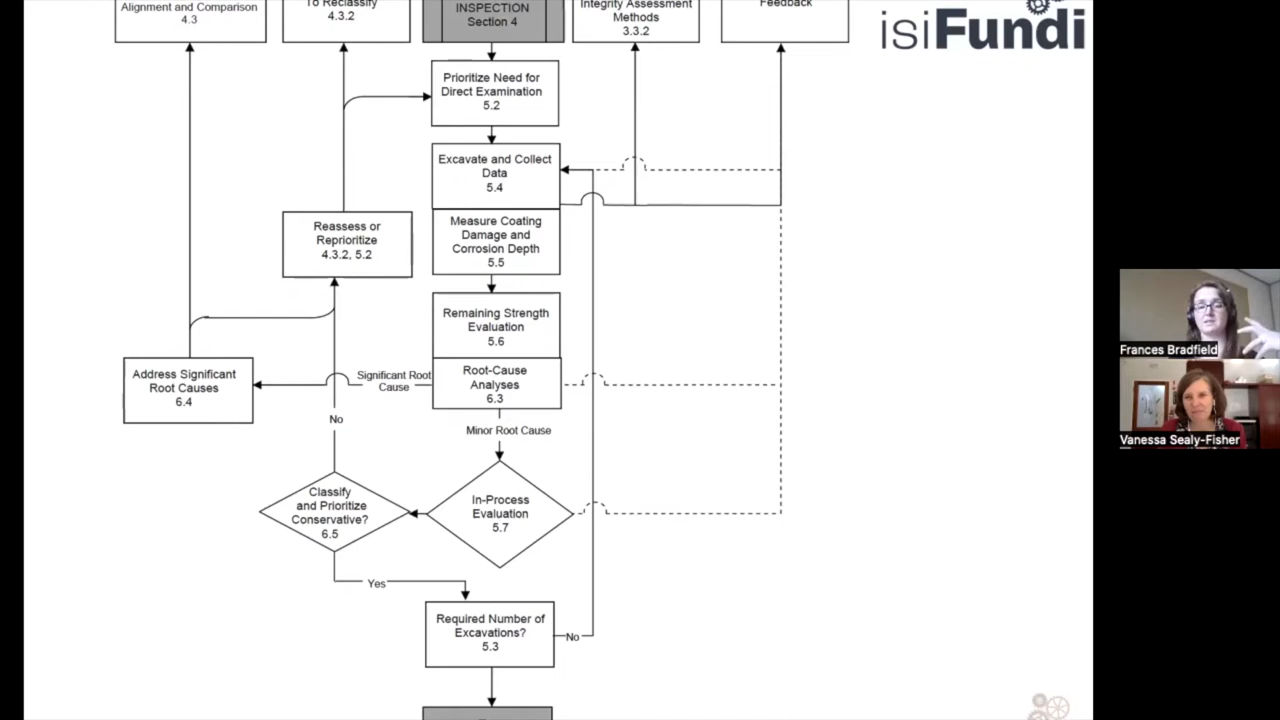 Alignment and Comparison
4.3
To Reclassify
4.3.2
INSPECTION
Section 4
Integrity Assessment
Methods
3.3.2
Feedback
isiFundi
Prioritize Need for
Direct Examination
5.2
Excavate and Collect
Data
5.4
Measure Coating
Damage and
Corrosion Depth
5.5
Reassess or
Reprioritize
4.3.2, 5.2
Remaining Strength
Evaluation
5.6
Root-Cause
Analyses
6.3
Significant Root
Cause
Address Significant
Root Causes
6.4
No
Minor Root Cause
Classify
and Prioritize
Conservative?
6.5
In-Process
Evaluation
5.7
Yes
Required Number of
Excavations?
5.3
No
Frances Bradfield
Vanessa Sealy-Fisher